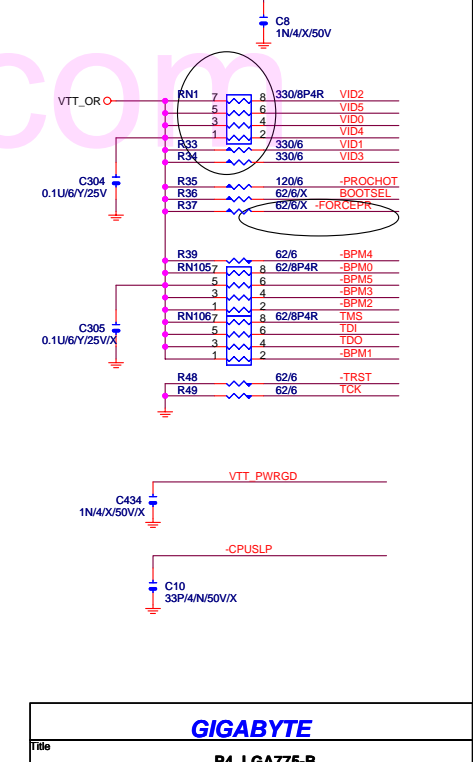 C8
1N/4/X/50V
com
RN1 7 8 330/8P4R VID2
VTT_OR 5 6 VID5
3 4 VID0
1 2 VID4
R33 330/6 VID1
R34 330/6 VID3
C304
0.1U/6/Y/25V
R35 120/6 -PROCHOT
R36 62/6/X BOOTSEL
R37 62/6/X -FORCEPR
R39 62/6 -BPM4
RN105 7 8 62/8P4R -BPM0
5 6 -BPM5
3 4 -BPM3
1 2 -BPM2
RN106 7 8 62/8P4R TMS
C305
0.1U/6/Y/25V/X
5 6 TDI
3 4 TDO
1 2 -BPM1
R48 62/6 -TRST
R49 62/6 TCK
VTT_PWRGD
C434
1N/4/X/50V/X
-CPUSLP
C10
33P/4/N/50V/X
GIGABYTE
Title
P4_LGA775-B